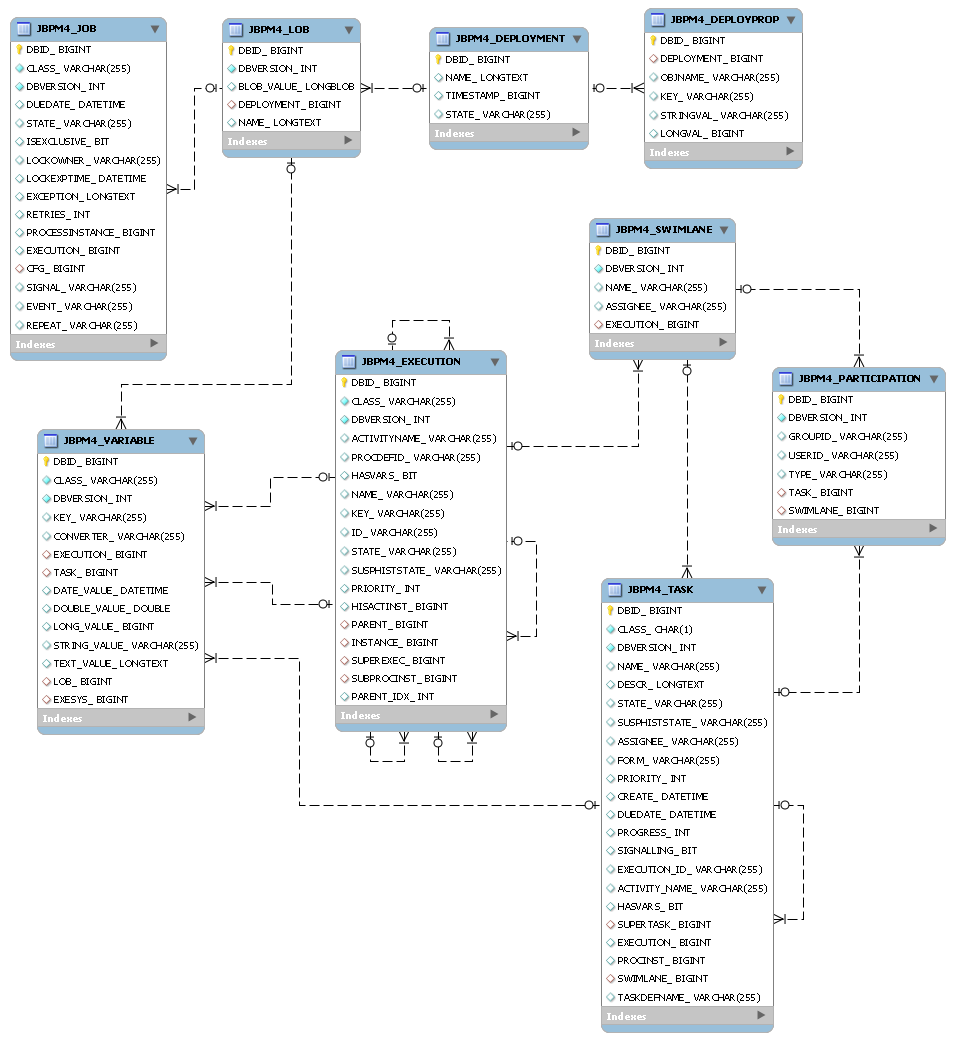 JBPM4_JOB
DBID_ BIGINT
CLASS_ VARCHAR(255)
DBVERSION_ INT
DUEDATE_ DATETIME
STATE_ VARCHAR(255)
ISEXCLUSIVE_ BIT
LOCKOWNER_ VARCHAR(255)
LOCKEXPTIME_ DATETIME
EXCEPTION_ LONGTEXT
RETRIES_ INT
PROCESSINSTANCE_ BIGINT
EXECUTION_ BIGINT
CFG_ BIGINT
SIGNAL_ VARCHAR(255)
EVENT_ VARCHAR(255)
REPEAT_ VARCHAR(255)
Indexes
JBPM4_LOB
DBID_ BIGINT
DBVERSION_ INT
BLOB_VALUE_ LONGBLOB
DEPLOYMENT_ BIGINT
NAME_ LONGTEXT
Indexes
JBPM4_DEPLOYMENT
DBID_ BIGINT
NAME_ LONGTEXT
TIMESTAMP_ BIGINT
STATE_ VARCHAR(255)
Indexes
JBPM4_DEPLOYPROP
DBID_ BIGINT
DEPLOYMENT_ BIGINT
OBJNAME_ VARCHAR(255)
KEY_ VARCHAR(255)
STRINGVAL_ VARCHAR(255)
LONGVAL_ BIGINT
Indexes
JBPM4_SWIMLANE
DBID_ BIGINT
DBVERSION_ INT
NAME_ VARCHAR(255)
ASSIGNEE_ VARCHAR(255)
EXECUTION_ BIGINT
Indexes
JBPM4_EXECUTION
DBID_ BIGINT
CLASS_ VARCHAR(255)
DBVERSION_ INT
ACTIVITYNAME_ VARCHAR(255)
PROCDEFID_ VARCHAR(255)
HASVARS_ BIT
NAME_ VARCHAR(255)
KEY_ VARCHAR(255)
ID_ VARCHAR(255)
STATE_ VARCHAR(255)
SUSPHISTSTATE_ VARCHAR(255)
PRIORITY_ INT
HISACTINST_ BIGINT
PARENT_ BIGINT
INSTANCE_ BIGINT
SUPEREXEC_ BIGINT
SUBPROCINST_ BIGINT
PARENT_IDX_ INT
Indexes
JBPM4_PARTICIPATION
DBID_ BIGINT
DBVERSION_ INT
GROUPID_ VARCHAR(255)
USERID_ VARCHAR(255)
TYPE_ VARCHAR(255)
TASK_ BIGINT
SWIMLANE_ BIGINT
Indexes
JBPM4_VARIABLE
DBID_ BIGINT
CLASS_ VARCHAR(255)
DBVERSION_ INT
KEY_ VARCHAR(255)
CONVERTER_ VARCHAR(255)
EXECUTION_ BIGINT
TASK_ BIGINT
DATE_VALUE_ DATETIME
DOUBLE_VALUE_ DOUBLE
LONG_VALUE_ BIGINT
STRING_VALUE_ VARCHAR(255)
TEXT_VALUE_ LONGTEXT
LOB_ BIGINT
EXESYS_ BIGINT
Indexes
JBPM4_TASK
DBID_ BIGINT
CLASS_ CHAR(1)
DBVERSION_ INT
NAME_ VARCHAR(255)
DESCR_ LONGTEXT
STATE_ VARCHAR(255)
SUSPHISTSTATE_ VARCHAR(255)
ASSIGNEE_ VARCHAR(255)
FORM_ VARCHAR(255)
PRIORITY_ INT
CREATE_ DATETIME
DUEDATE_ DATETIME
PROGRESS_ INT
SIGNALLING_ BIT
EXECUTION_ID_ VARCHAR(255)
ACTIVITY_NAME_ VARCHAR(255)
HASVARS_ BIT
SUPERTASK_ BIGINT
EXECUTION_ BIGINT
PROCINST_ BIGINT
SWIMLANE_ BIGINT
TASKDEFNAME_ VARCHAR(255)
Indexes